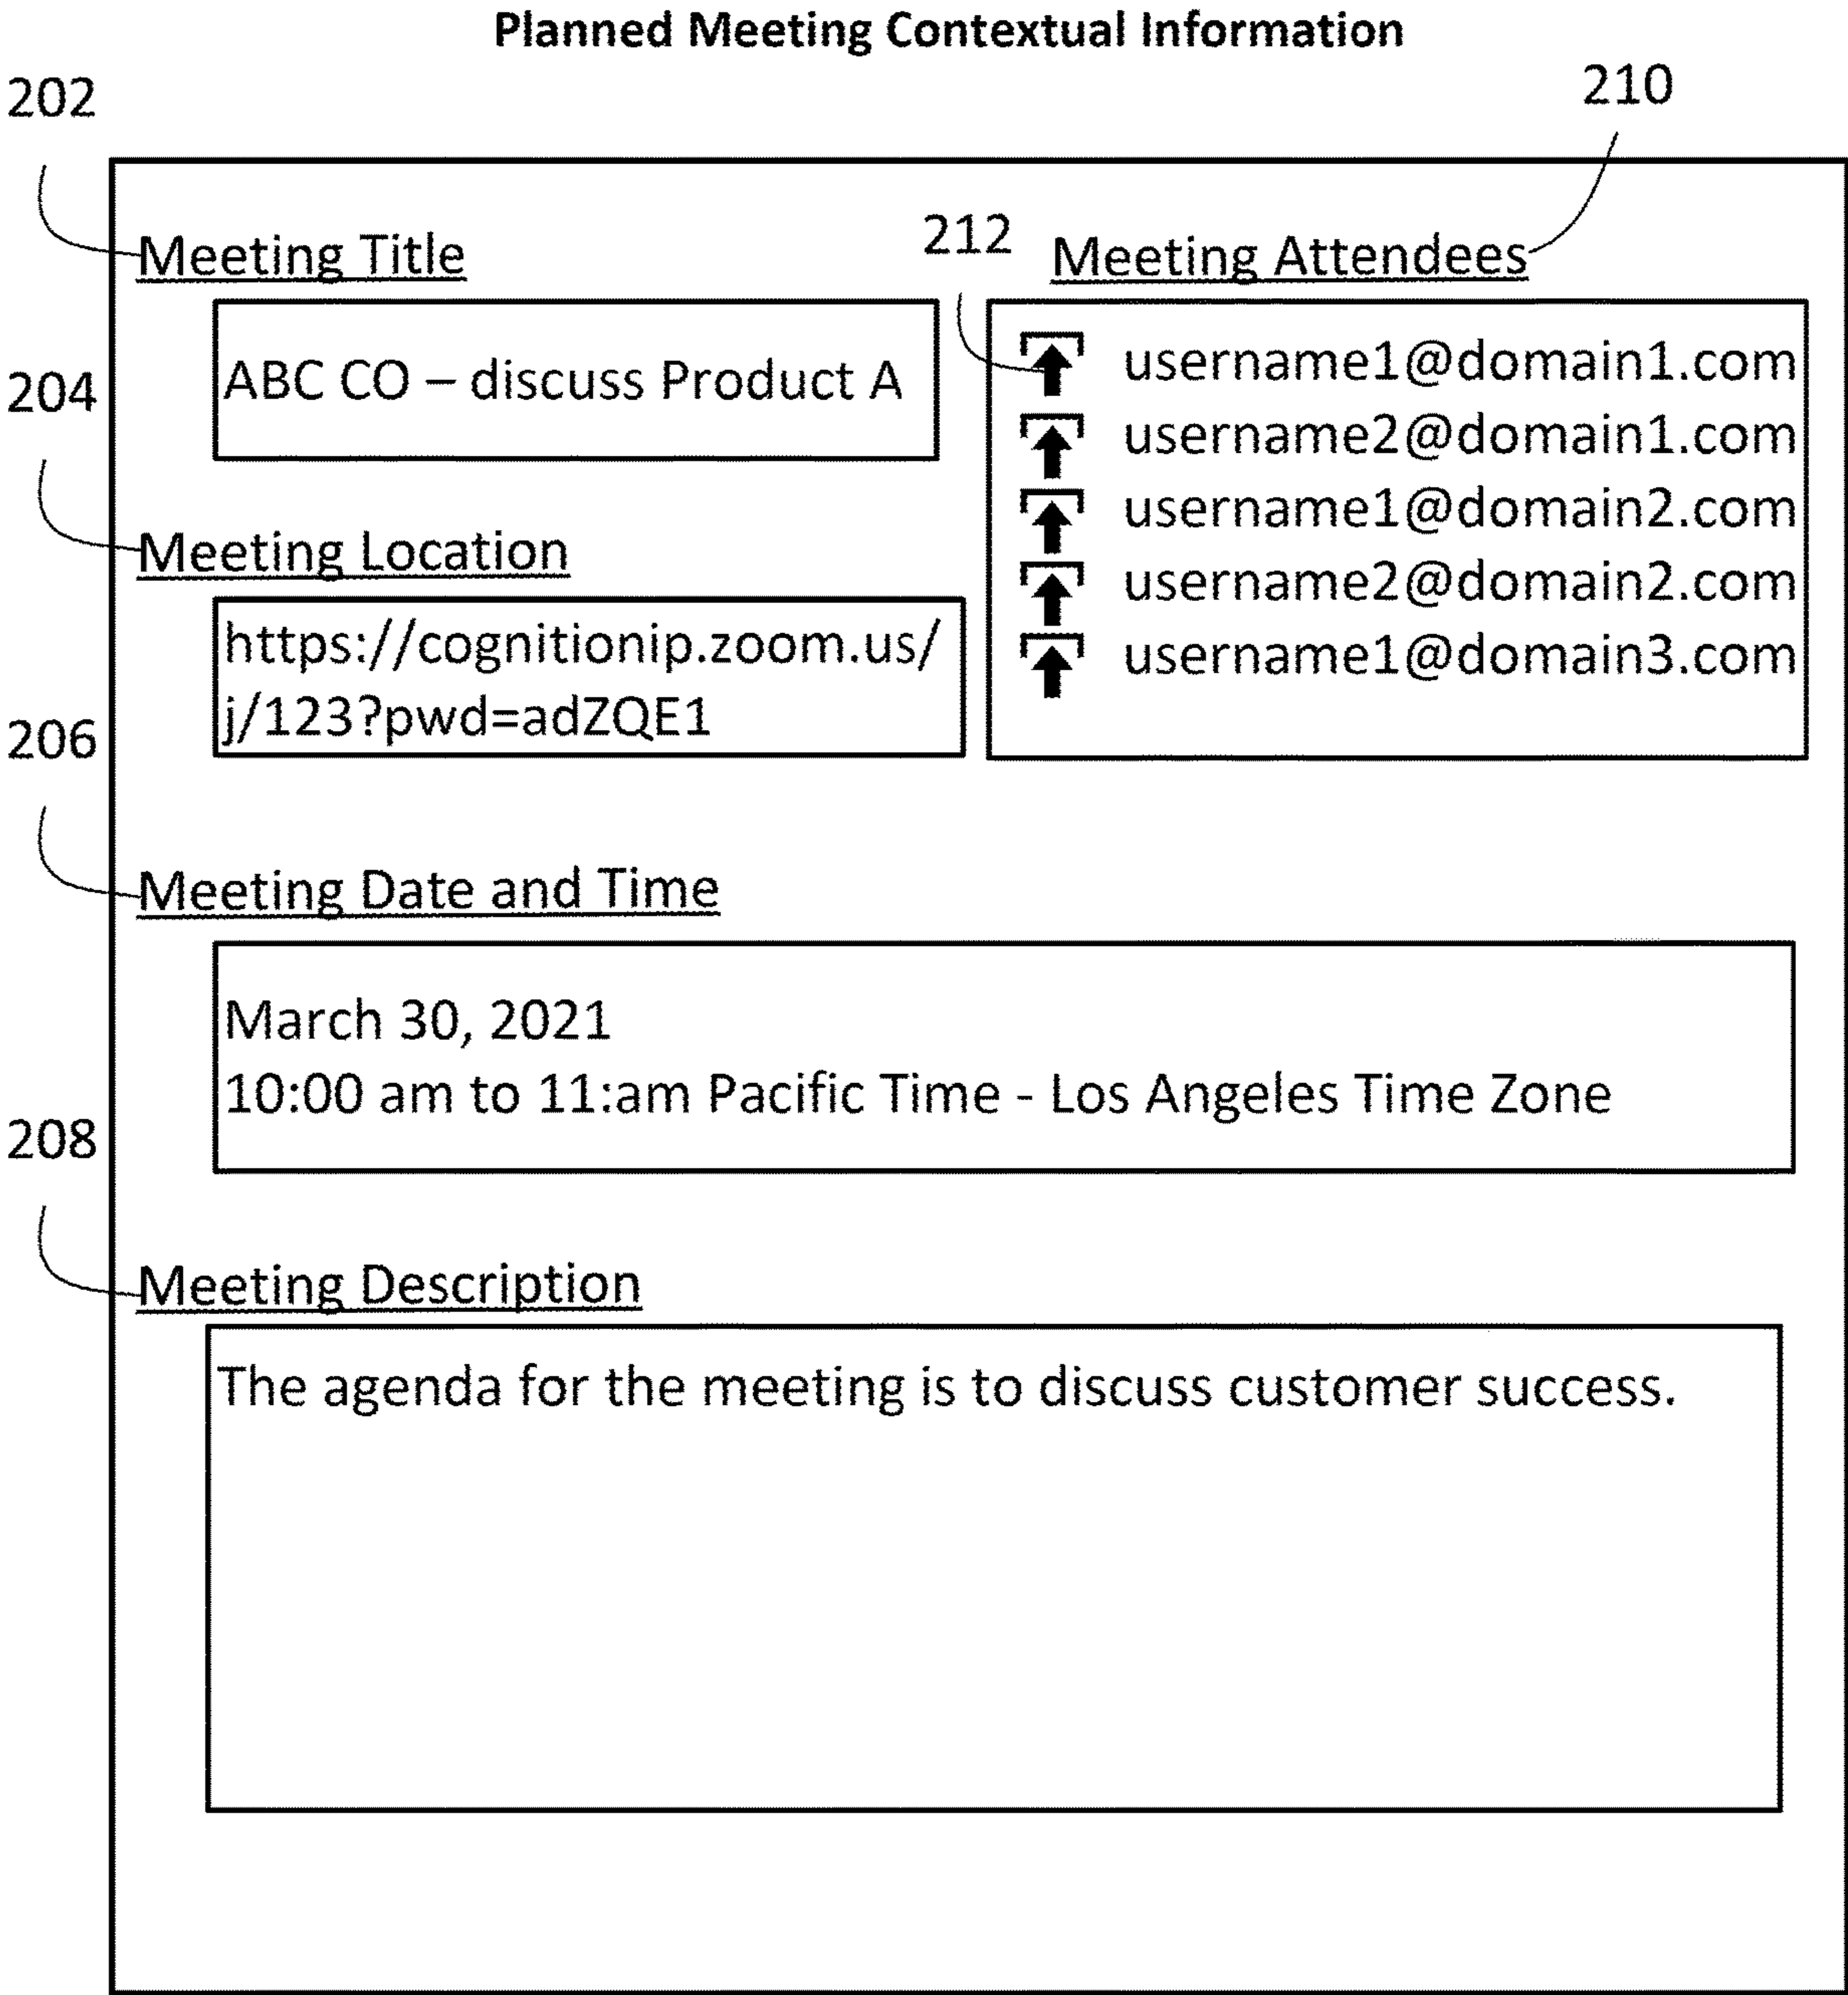 Planned Meeting Contextual Information
202
210
Meeting Title
212
Meeting Attendees
ABC CO – discuss Product A
204
username1@domain1.com
username2@domain1.com
username1@domain2.com
username2@domain2.com
username1@domain3.com
Meeting Location
https://cognitionip.zoom.us/
j/123?pwd=adZQE1
206
Meeting Date and Time
March 30, 2021
10:00 am to 11:am Pacific Time - Los Angeles Time Zone
208
Meeting Description
The agenda for the meeting is to discuss customer success.